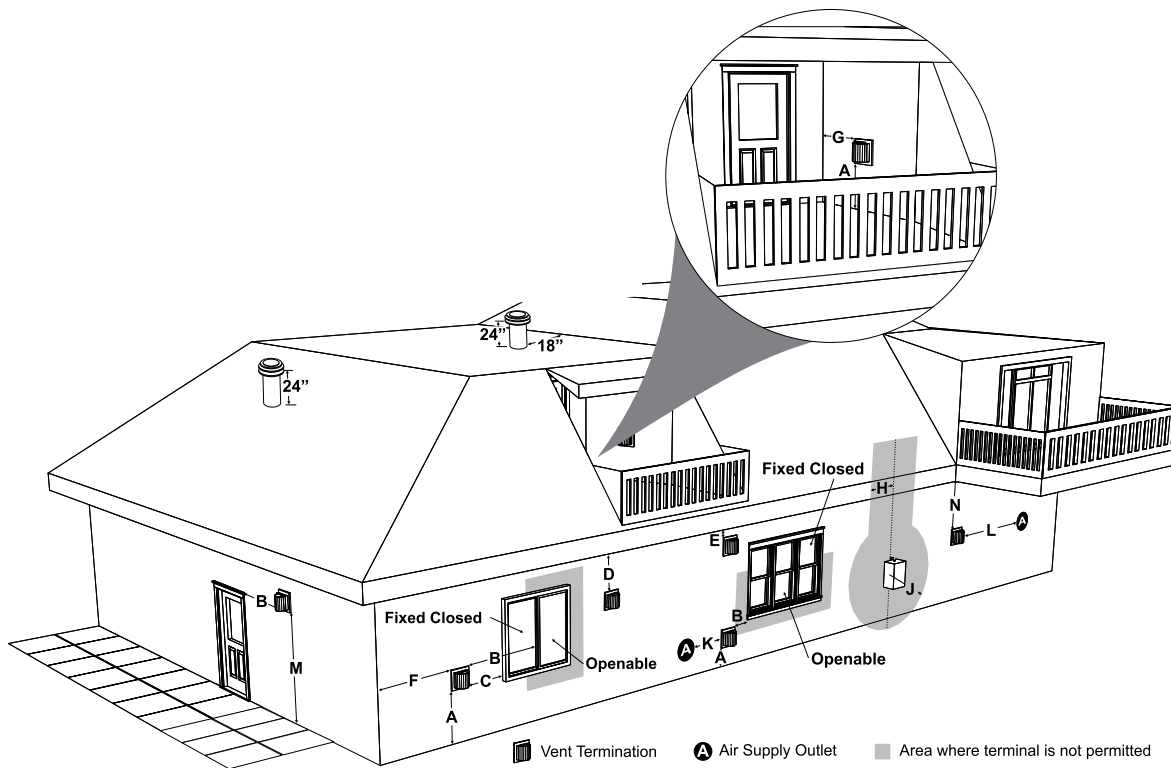 G
A
24”
18”
24”
Fixed Closed
H
N
L
A
E
D
J
B
Fixed Closed
B
B
Openable
A
K
A
Openable
M
F
C
A
Vent Termination
A Air Supply Outlet
Area where terminal is not permitted